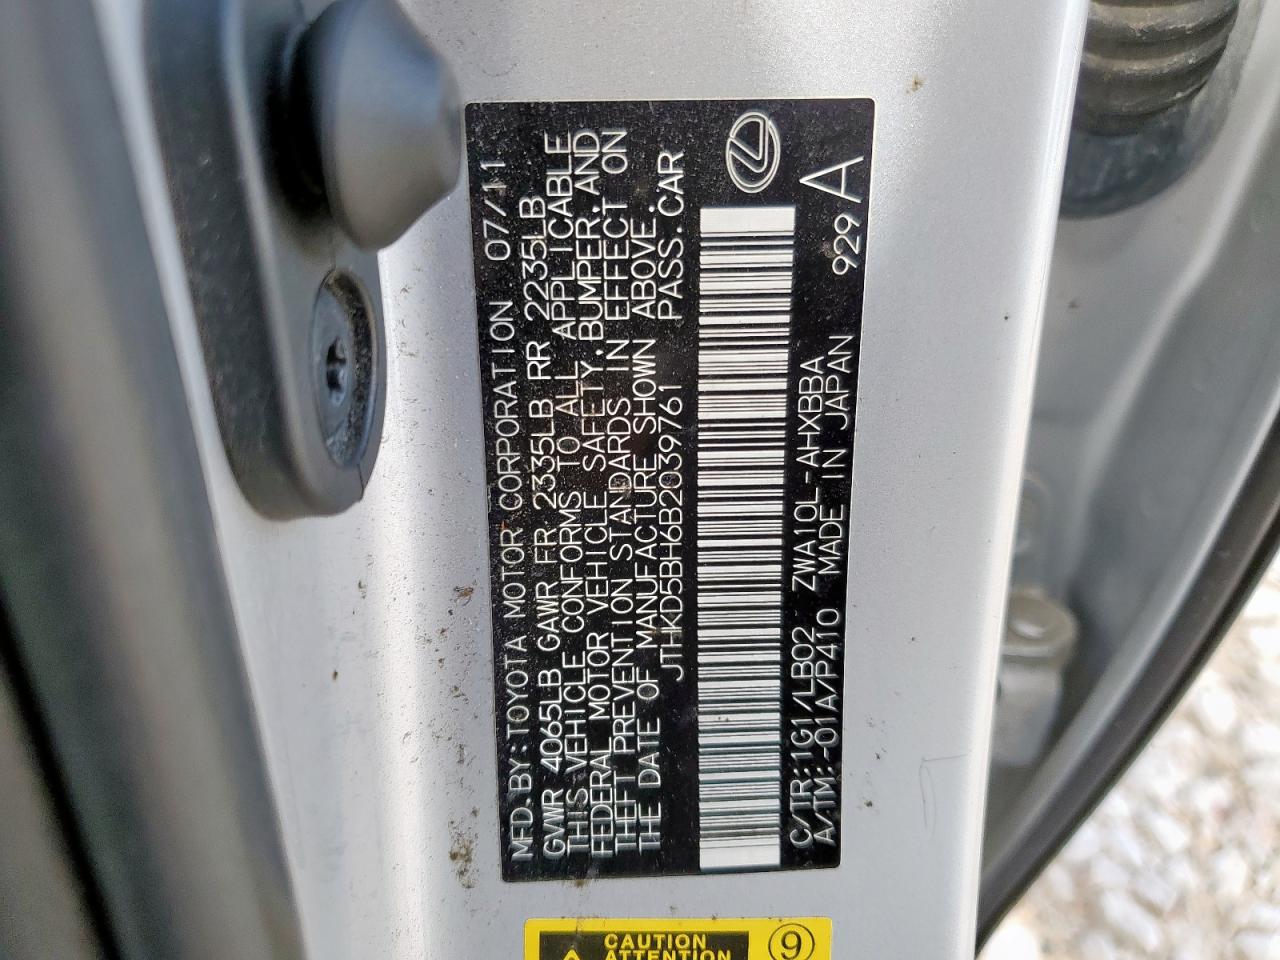 MFD.BY:TOYOTA MOTOR CORPORATION 07/11
GVWR 4065LB GAWR FR 2335LB RR 2235LB
THIS VEHICLE CONFORMS TO ALL APPLICABLE
FEDERAL MOTOR VEHICLE SAFETY,BUMPER,AND
THEFT PREVENTION STANDARDS IN EFFECT ON
THE DATE OF MANUFACTURE SHOWN ABOVE.
JTHKD5BH6B2039761 PASS.CAR
C/TR:1G1/LB02 ZWA10L-AHXBBA
A/TM:-01A/P410 MADE IN JAPAN 929 A
CAUTION
ATTENTION
9